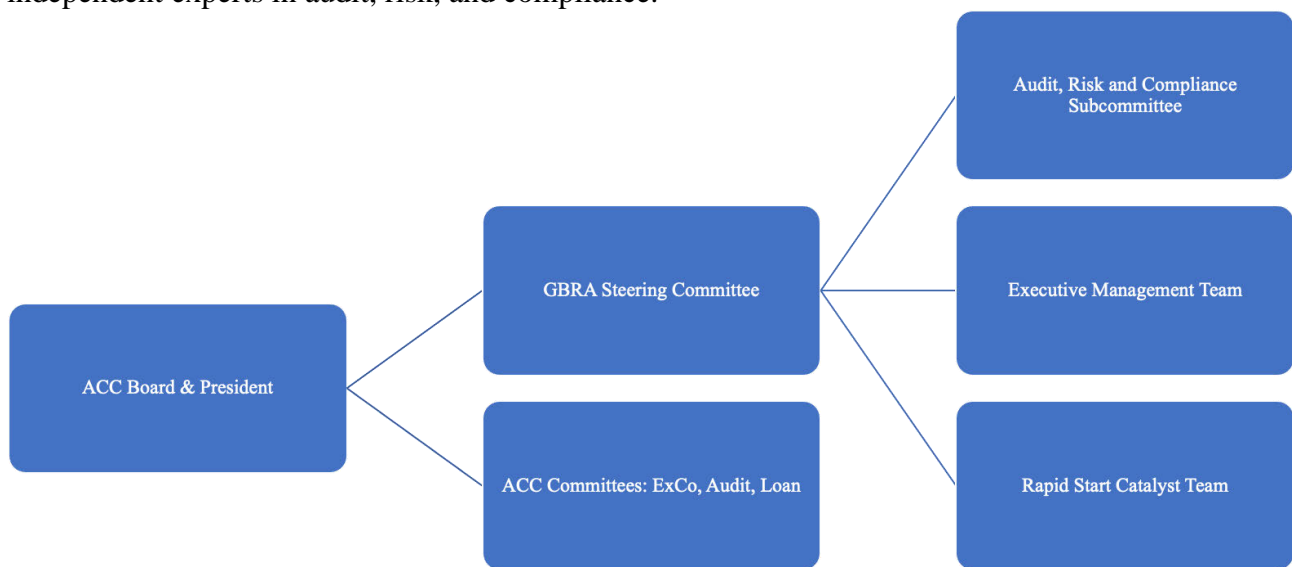 independent experts in audit, risk, and compliance.
Audit, Risk and Compliance
Subcommittee
GBRA Steering Committee
Executive Management Team
ACC Board & President
ACC Committees: ExCo, Audit, Loan
Rapid Start Catalyst Team